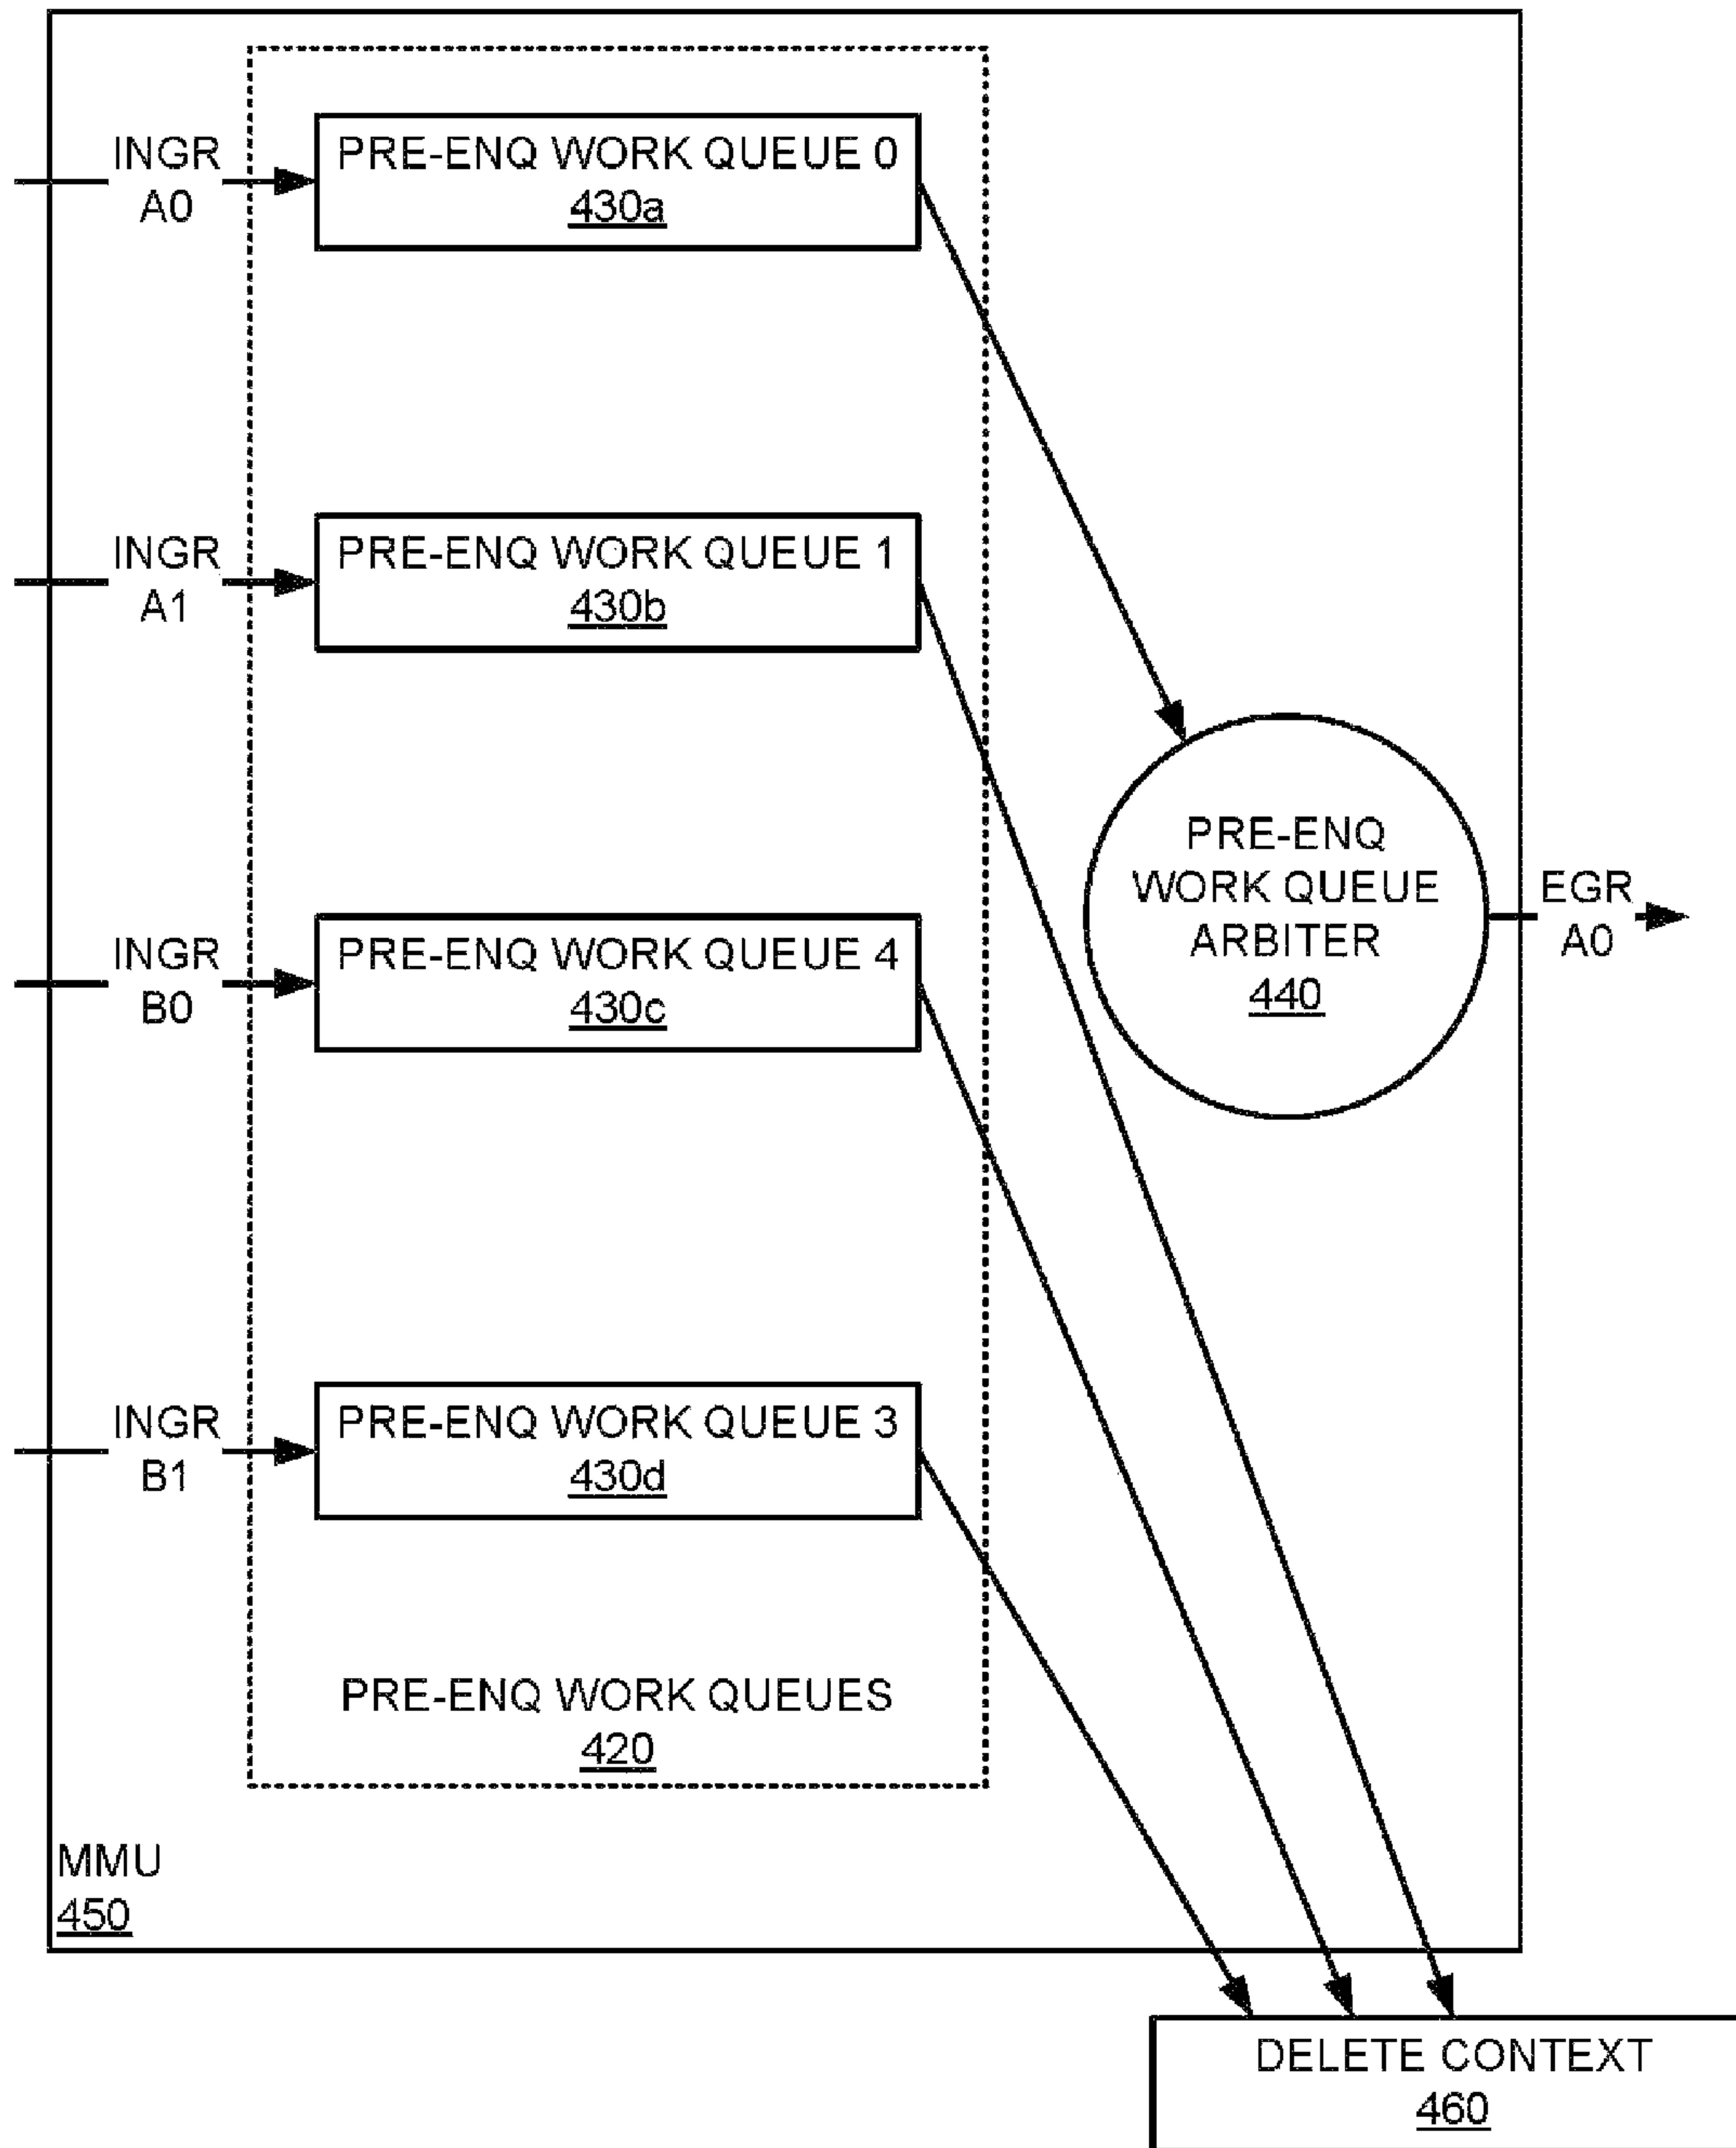 INGR
A0
PRE-ENQ WORK QUEUE 0
430a
INGR
A1
PRE-ENQ WORK QUEUE 1
430b
PRE-ENQ
WORK QUEUE
ARBITER
440
EGR
A0
INGR
B0
PRE-ENQ WORK QUEUE 4
430c
INGR
B1
PRE-ENQ WORK QUEUE 3
430d
PRE-ENQ WORK QUEUES
420
MMU
450
DELETE CONTEXT
460